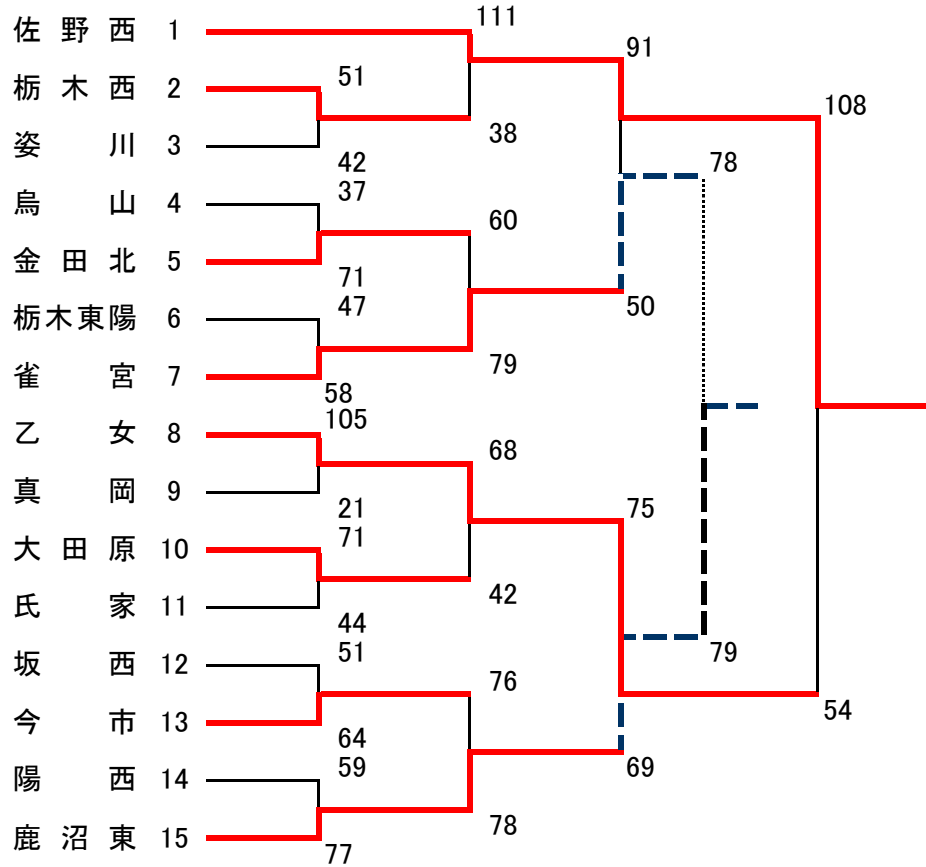 佐野西 1
栃木西 2
姿川 3
烏山 4
金田北 5
栃木東陽 6
雀宮 7
乙女 8
真岡 9
大田原 10
氏家 11
坂西 12
今市 13
陽西 14
鹿沼東 15
51
42
37
71
47
58
105
21
71
44
51
64
59
77
111
38
60
79
68
42
76
78
91
50
75
69
78
79
108
54